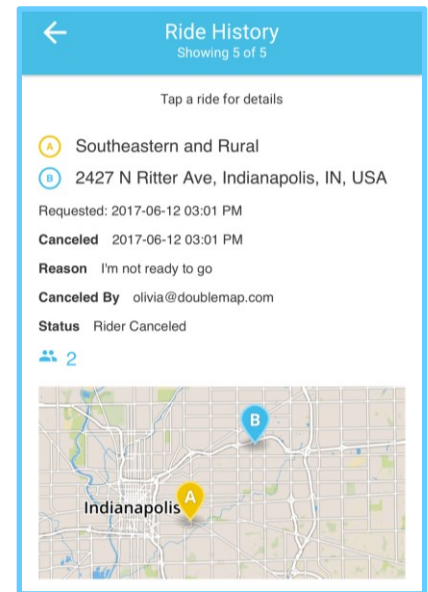 Ride History
Showing 5 of 5
Tap a ride for details
A Southeastern and Rural
B 2427 N Ritter Ave, Indianapolis, IN, USA
Requested: 2017-06-12 03:01 PM
Canceled 2017-06-12 03:01 PM
Reason I'm not ready to go
Canceled By olivia@doublemap.com
Status Rider Canceled
2
B
A
Indianapolis